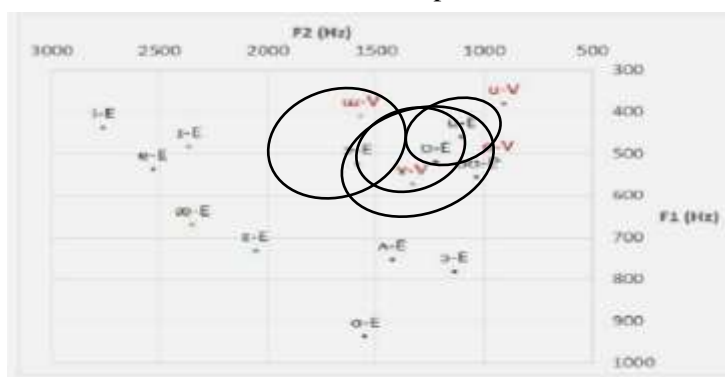 F2 (Hz)
3000 2500 2000 1500 1000 500
300
u-V
ɯ-V
400
i-E
u-E
ɪ-E
ʊ-E
500
e-E
ɤ-V
600
æ-E
700
F1 (Hz)
ɛ-E
ʌ-E
ɔ-E
800
900
ɑ-E
1000